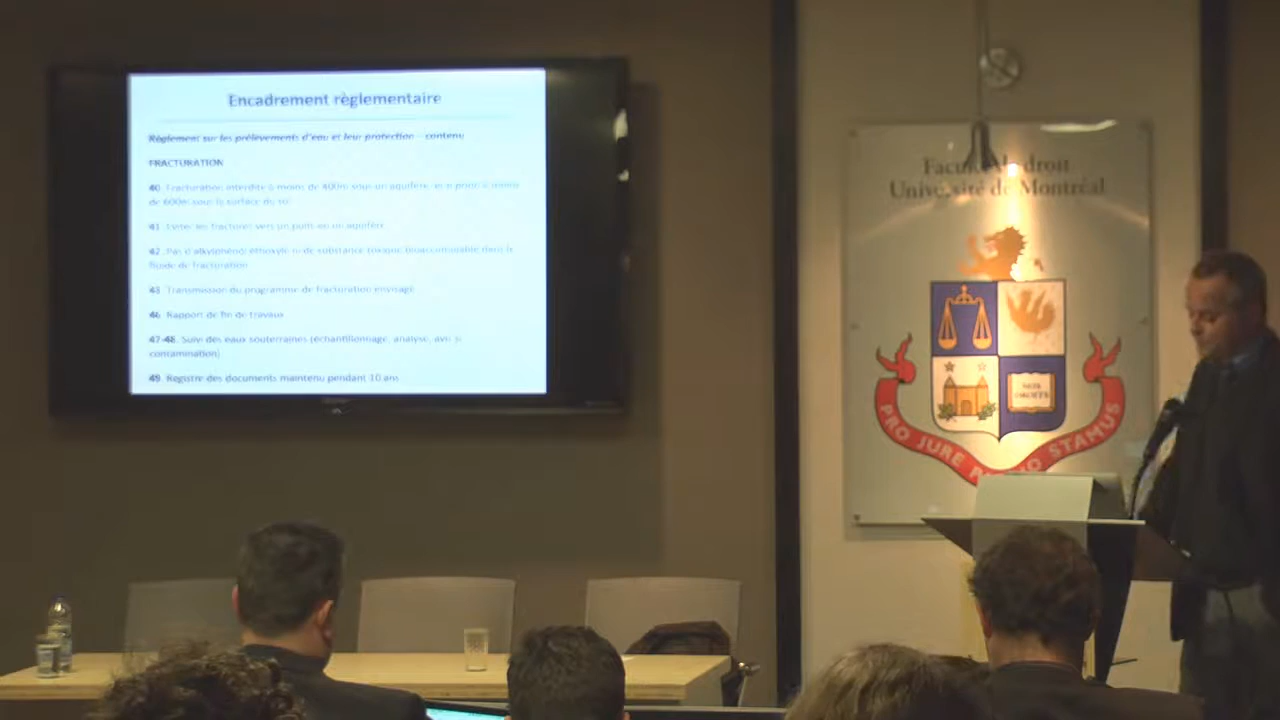 Encadrement règlementaire
Règlement sur les prélèvements d'eau et leur protection – contenu
FRACTURATION
40. Fracturation interdite à moins de 400m sous un aquifère, et à moins
de 600m sous la surface du sol
41. fractures vers un puits ou un aquifère
42. Pas d'alkylphénol éthoxylé ni de substance toxique bioaccumulable dans le
fluide de fracturation
43. Transmission du programme de fracturation envisagé
46. Rapport de fin de travaux
47-48. Suivi des eaux souterraines (échantillonnage, analyse, avis si
contamination)
49. Registre des documents maintenu pendant 10 ans
Faculté de droit
Université de Montréal
NOS
DROITS
PRO JURE STAMUS